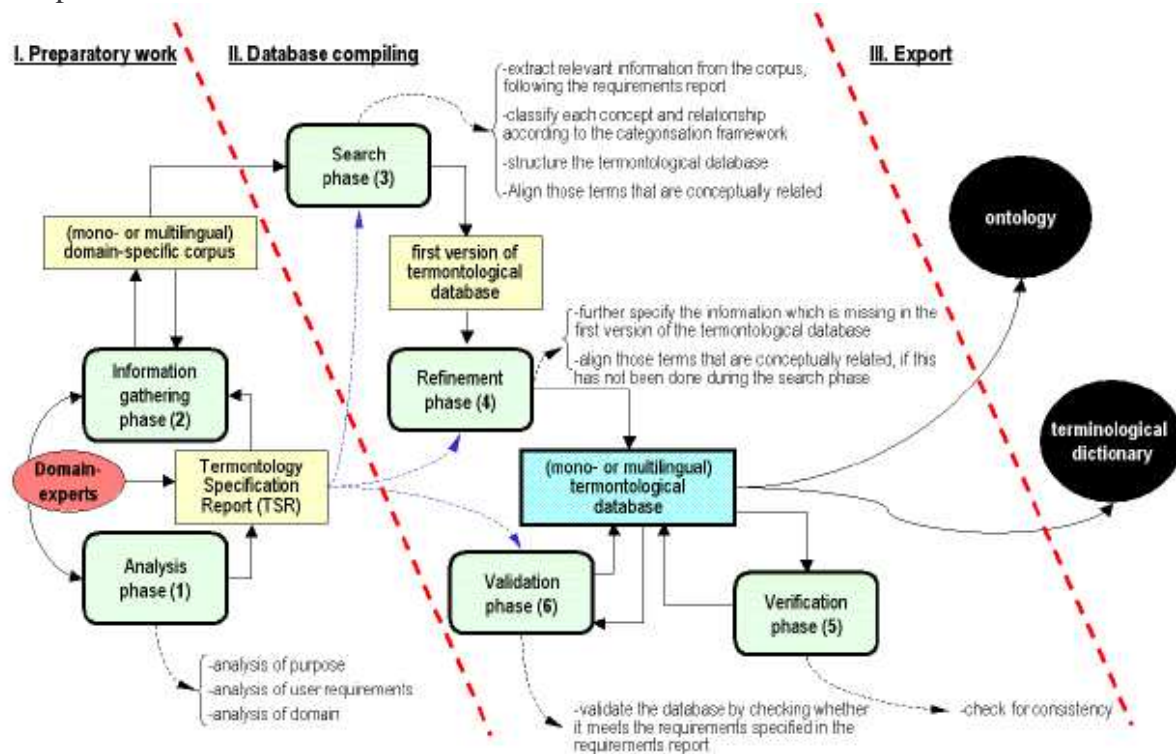 I. Preparatory work
II. Database compiling
III. Export
-extract relevant information from the corpus,
following the requirements report
-classify each concept and relationship
according to the categorisation framework
-structure the termontological database
-Align those terms that are conceptually related
Search
phase (3)
(mono- or multilingual)
domain-specific corpus
first version of
termontological
database
ontology
-further specify the information which is missing in the
first version of the termontological database
-align those terms that are conceptually related, if this
has not been done during the search phase
Information
gathering
phase (2)
Refinement
phase (4)
terminological
dictionary
Domain-
experts
Termontology
Specification
Report (TSR)
(mono- or multilingual)
termontological
database
Analysis
phase (1)
Validation
phase (6)
Verification
phase (5)
-analysis of purpose
-analysis of user requirements
-analysis of domain
-validate the database by checking whether
it meets the requirements specified in the
requirements report
-check for consistency